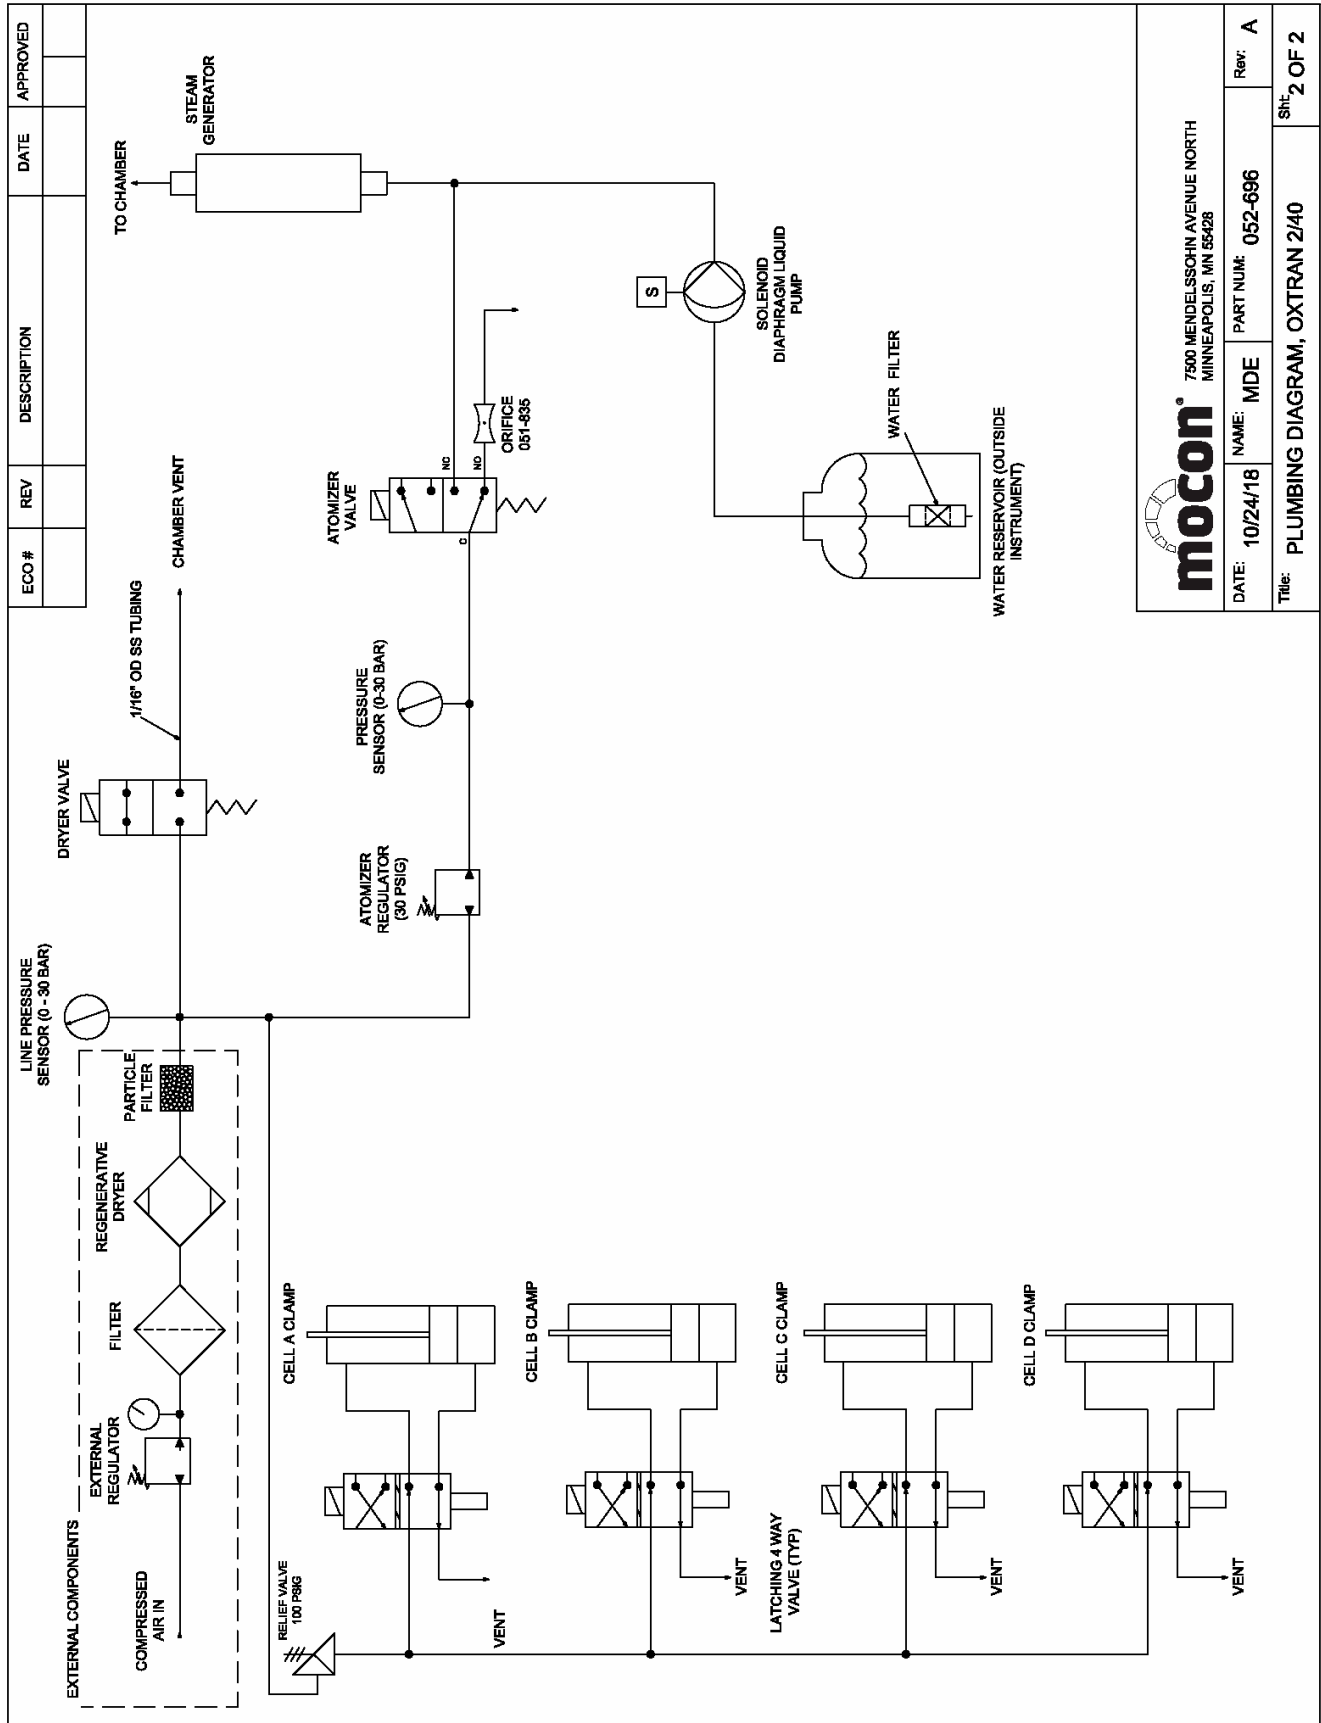 ECO #
REV
DESCRIPTION
DATE
APPROVED
LINE PRESSURE
SENSOR (0 - 30 BAR)
DRYER VALVE
1/16" OD SS TUBING
CHAMBER VENT
EXTERNAL COMPONENTS
COMPRESSED
AIR IN
EXTERNAL
REGULATOR
FILTER
REGENERATIVE
DRYER
PARTICLE
FILTER
TO CHAMBER
STEAM
GENERATOR
ATOMIZER
REGULATOR
(30 PSIG)
PRESSURE
SENSOR (0-30 BAR)
ATOMIZER
VALVE
C
NC
NO
ORIFICE
051-835
S
SOLENOID
DIAPHRAGM LIQUID
PUMP
WATER FILTER
WATER RESERVOIR (OUTSIDE
INSTRUMENT)
RELIEF VALVE
100 PSIG
CELL A CLAMP
VENT
CELL B CLAMP
VENT
LATCHING 4 WAY
VALVE (TYP)
CELL C CLAMP
VENT
CELL D CLAMP
VENT
mocon®
7500 MENDELSSOHN AVENUE NORTH
MINNEAPOLIS, MN 55428
DATE: 10/24/18
NAME: MDE
PART NUM: 052-696
Rev: A
Title: PLUMBING DIAGRAM, OXTRAN 2/40
Sht: 2 OF 2